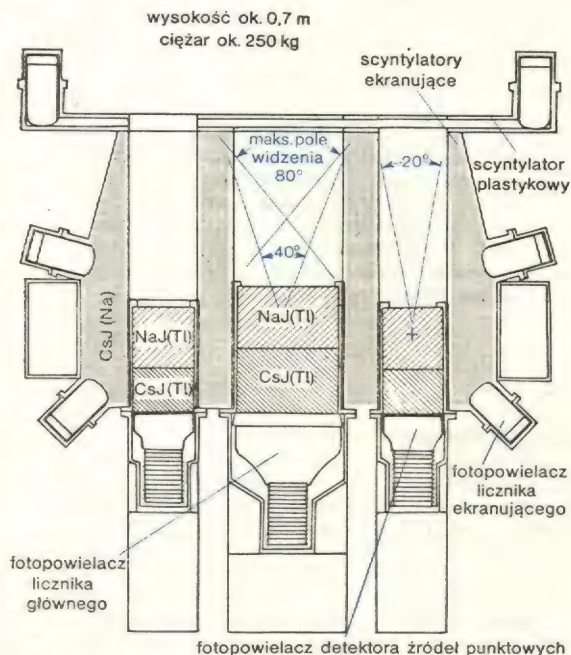 wysokość ok. 0,7 m
ciężar ok. 250 kg
scyntylatory
ekranujące
maks. pole
widzenia
80°
20°
scyntylator
plastykowy
40°
CsJ (Na)
NaJ(Tl)
NaJ(Tl)
CsJ(Tl)
CsJ(Tl)
fotopowielacz
licznika
ekranującego
fotopowielacz
licznika
głównego
fotopowielacz detektora źródeł punktowych